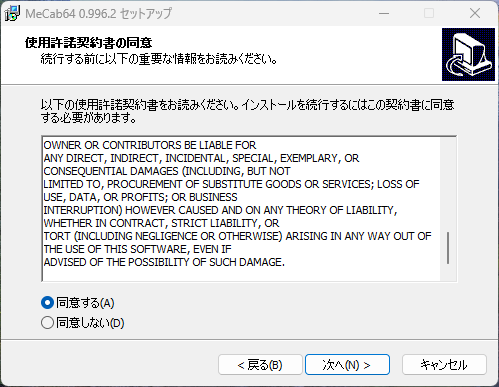 MeCab64 0.996.2 セットアップ
使用許諾契約書の同意
続行する前に以下の重要な情報をお読みください。
以下の使用許諾契約書をお読みください。インストールを続行するにはこの契約書に同意
する必要があります。
OWNER OR CONTRIBUTORS BE LIABLE FOR
ANY DIRECT, INDIRECT, INCIDENTAL, SPECIAL, EXEMPLARY, OR
CONSEQUENTIAL DAMAGES (INCLUDING, BUT NOT
LIMITED TO, PROCUREMENT OF SUBSTITUTE GOODS OR SERVICES; LOSS OF
USE, DATA, OR PROFITS; OR BUSINESS
INTERRUPTION) HOWEVER CAUSED AND ON ANY THEORY OF LIABILITY,
WHETHER IN CONTRACT, STRICT LIABILITY, OR
TORT (INCLUDING NEGLIGENCE OR OTHERWISE) ARISING IN ANY WAY OUT OF
THE USE OF THIS SOFTWARE, EVEN IF
ADVISED OF THE POSSIBILITY OF SUCH DAMAGE.
同意する(A)
同意しない(D)
< 戻る(B)
次へ(N) >
キャンセル